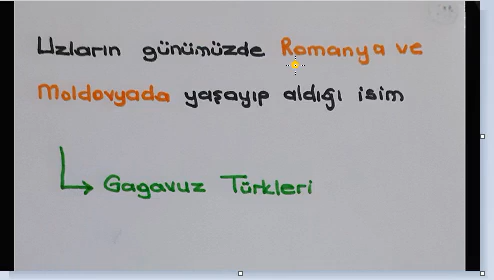 Uzların günümüzde Romanya ve
Moldovyada yaşayıp aldığı isim
Gagavuz Türkleri